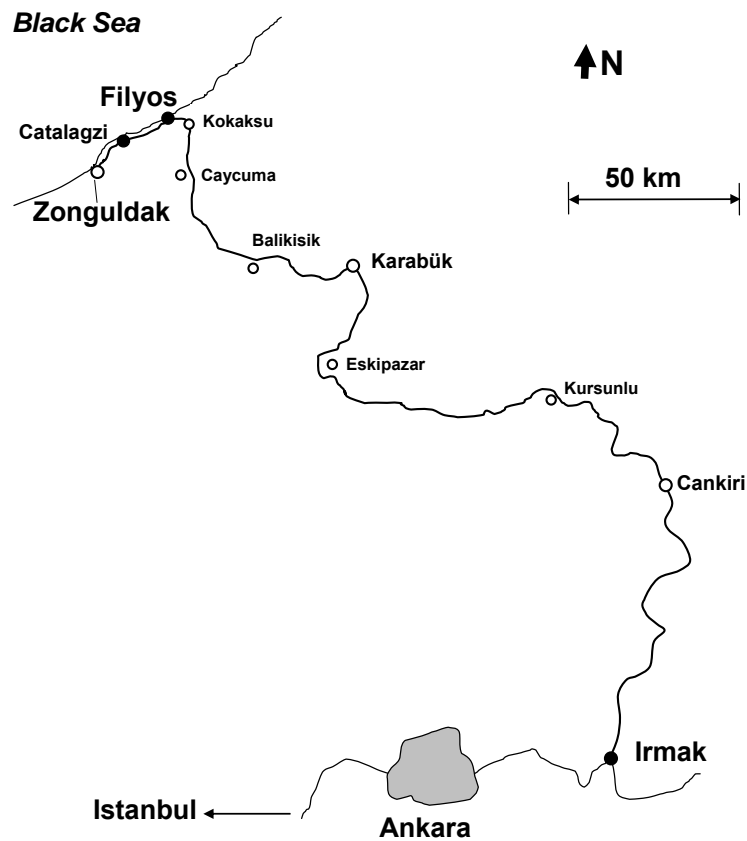 Black Sea
N
Filyos
Kokaksu
Catalagzi
Caycuma
50 km
Zonguldak
Balikisik
Karabük
Eskipazar
Kursunlu
Cankiri
Irmak
Istanbul
Ankara